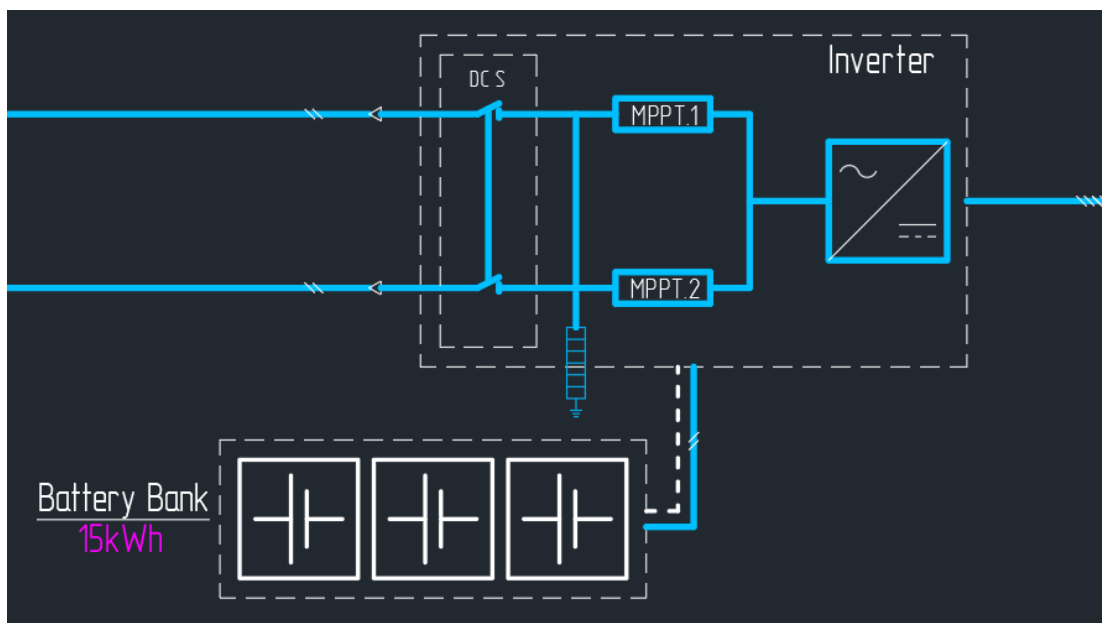 Inverter
DC S
MPPT.1
MPPT.2
Battery Bank
15kWh